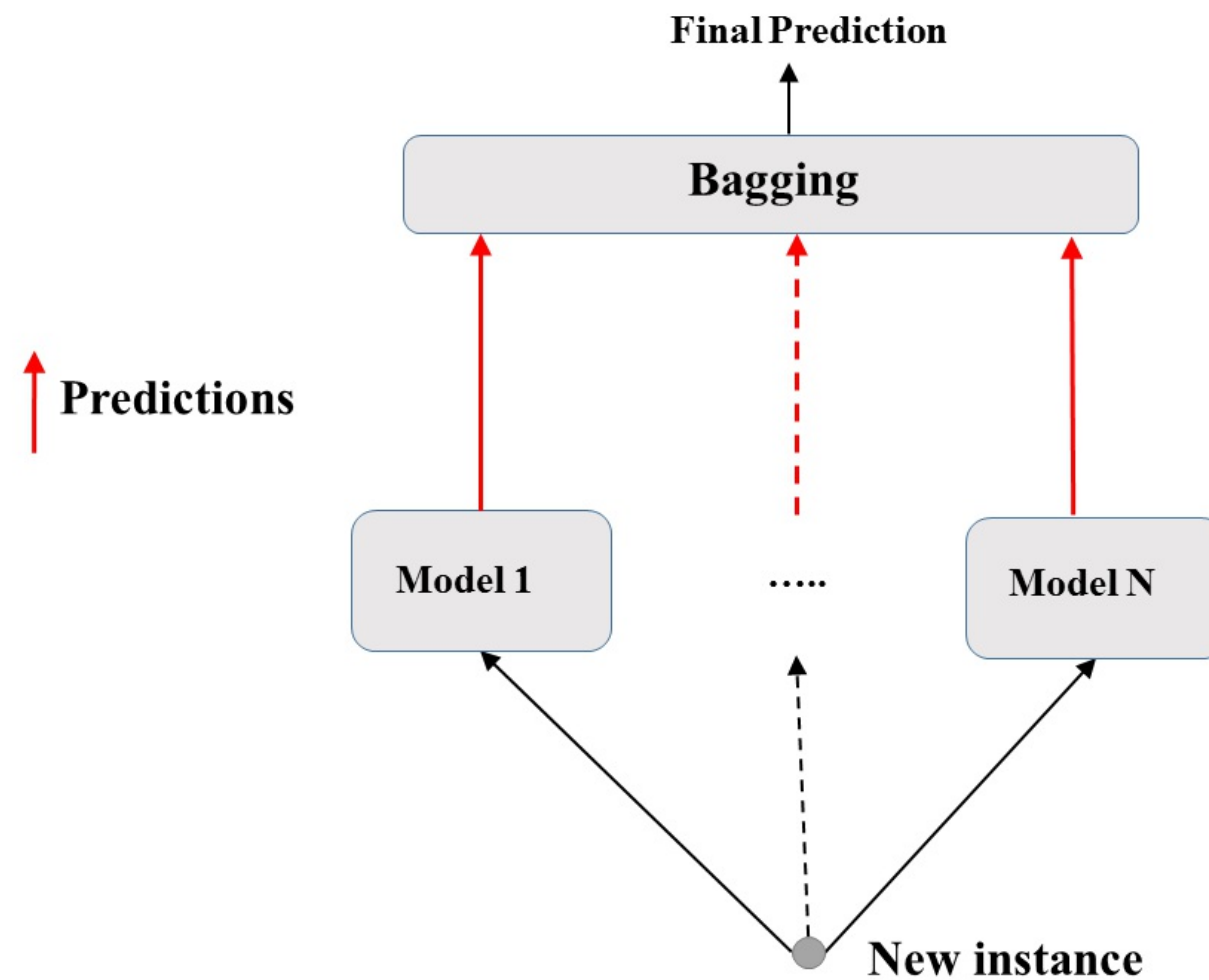 Final Prediction
Bagging
Predictions
Model 1
.....
Model N
New instance